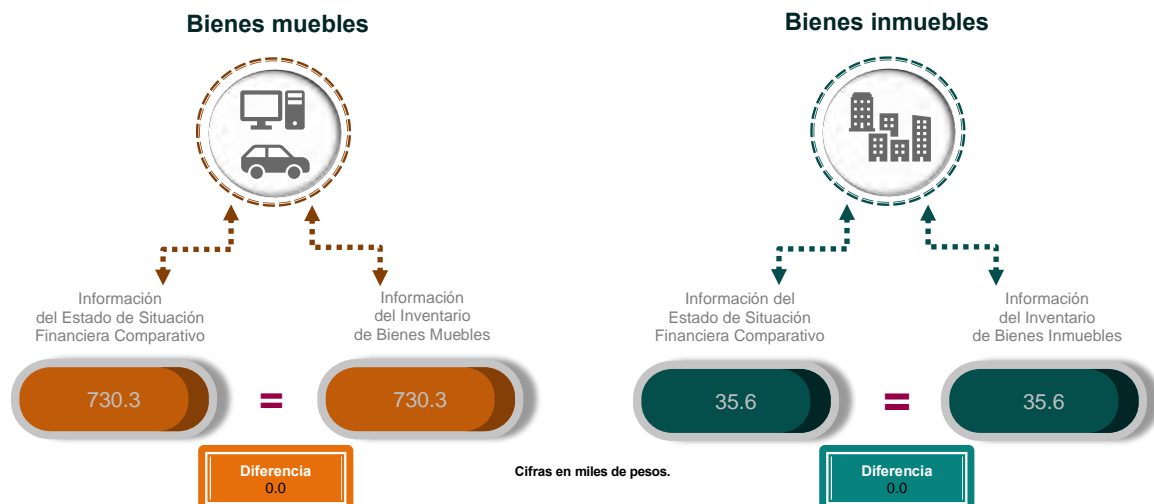 Bienes muebles
Información
del Estado de Situación
Financiera Comparativo
Información
del Inventario
de Bienes Muebles
730.3
=
730.3
Diferencia
0.0
Cifras en miles de pesos.
Bienes inmuebles
Información del
Estado de Situación
Financiera Comparativo
Información
del Inventario
de Bienes Inmuebles
35.6
=
35.6
Diferencia
0.0